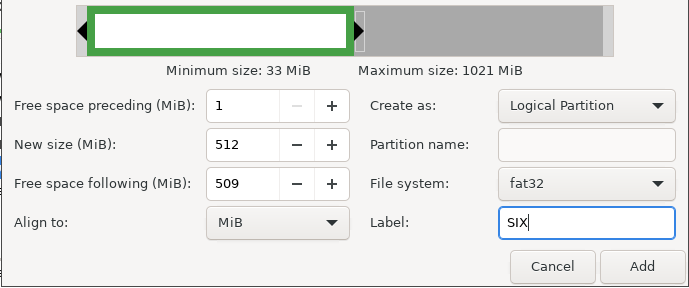 Minimum size: 33 MiB Maximum size: 1021 MiB
Free space preceding (MiB): 1 Create as: Logical Partition
New size (MiB): 512 Partition name:
Free space following (MiB): 509 File system: fat32
Align to: MiB Label: SIX
Cancel Add